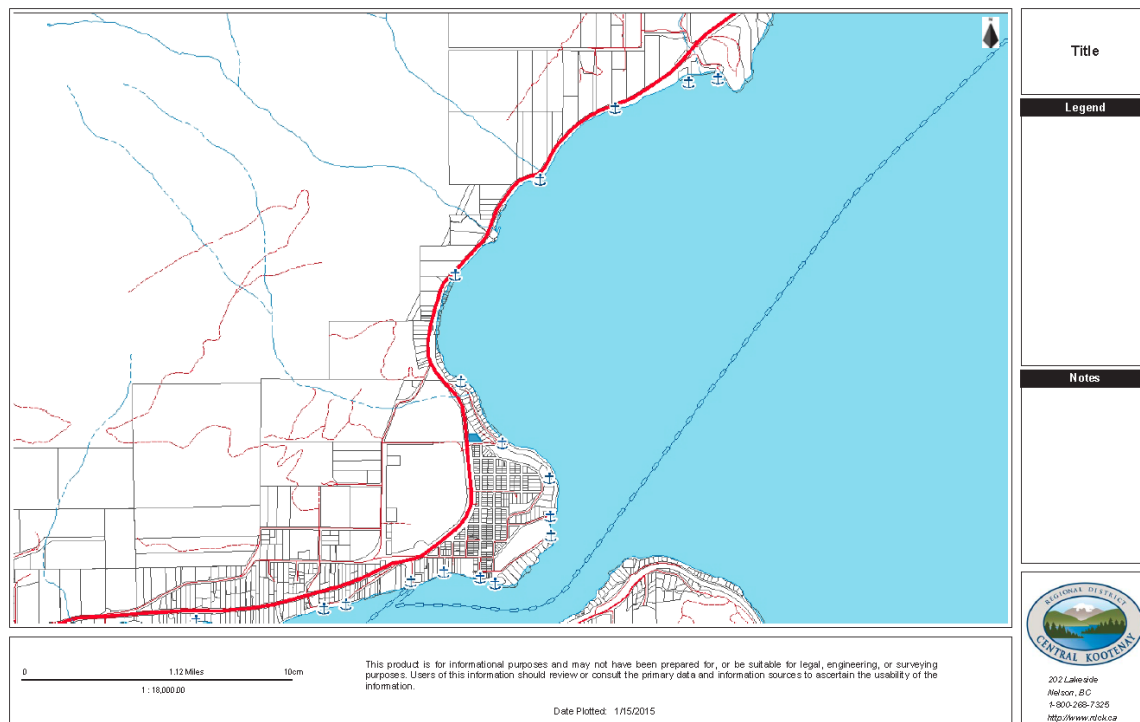 N
Title
Legend
Notes
REGIONAL DISTRICT
CENTRAL KOOTENAY
202 Lakeside
Nelson, BC
1-800-268-7325
http://www.rdck.ca
0 1.12 Miles 10cm
1 : 18,000.00
This product is for informational purposes and may not have been prepared for, or be suitable for legal, engineering, or surveying
purposes. Users of this information should review or consult the primary data and information sources to ascertain the usability of the
information.
Date Plotted: 1/15/2015